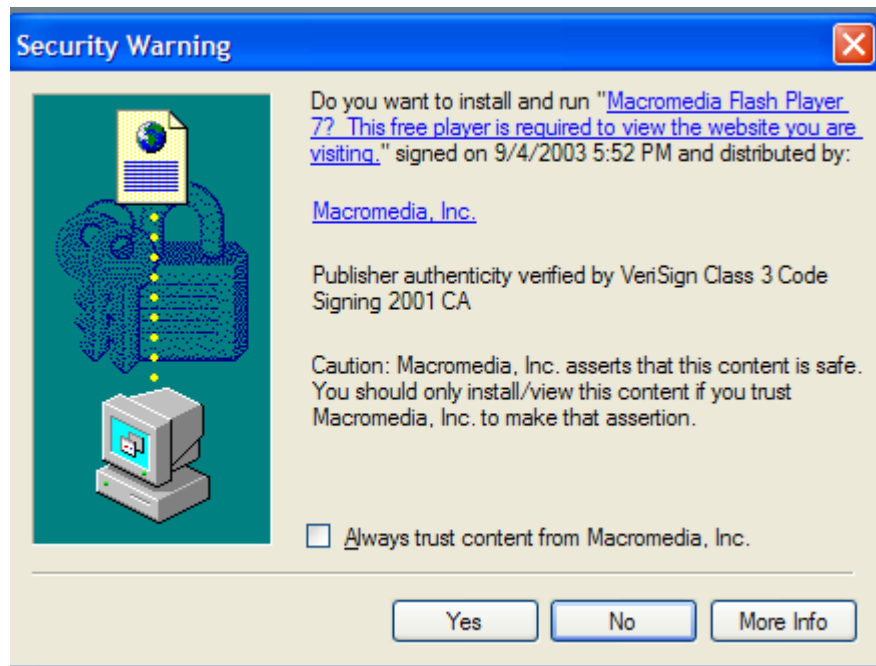 Security Warning
Do you want to install and run "Macromedia Flash Player
7?  This free player is required to view the website you are
visiting." signed on 9/4/2003 5:52 PM and distributed by:
Macromedia, Inc.
Publisher authenticity verified by VeriSign Class 3 Code
Signing 2001 CA
Caution: Macromedia, Inc. asserts that this content is safe.
You should only install/view this content if you trust
Macromedia, Inc. to make that assertion.
Always trust content from Macromedia, Inc.
Yes
No
More Info